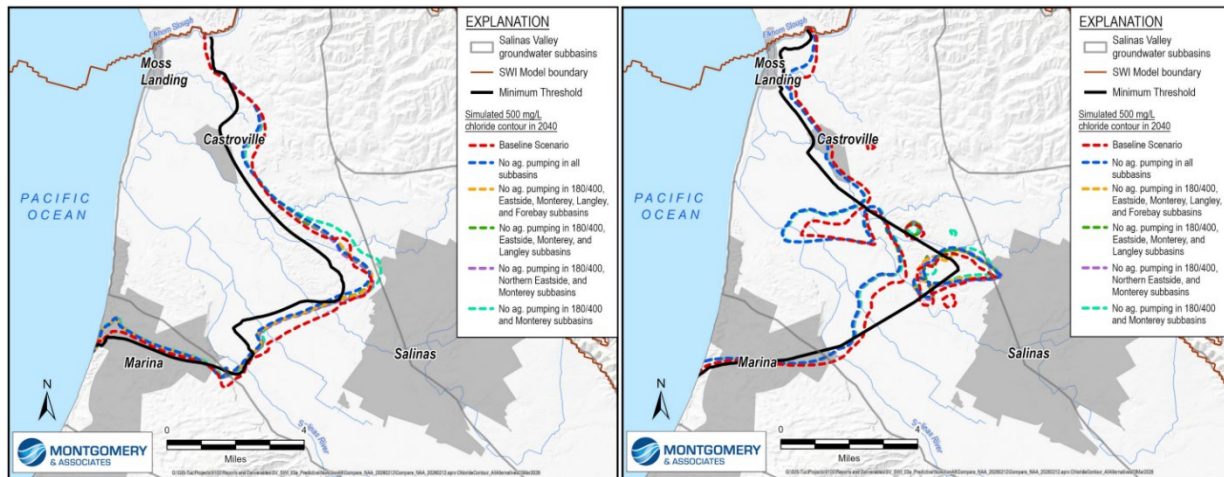 Elkhorn Slough
Moss
Landing
Castroville
PACIFIC
OCEAN
Marina
Salinas
Salinas River
N
0 4
Miles
MONTGOMERY
& ASSOCIATES
EXPLANATION
Salinas Valley
groundwater subbasins
SWI Model boundary
Minimum Threshold
Simulated 500 mg/L
chloride contour in 2040
Baseline Scenario
No ag. pumping in all
subbasins
No ag. pumping in 180/400,
Eastside, Monterey, Langley,
and Forebay subbasins
No ag. pumping in 180/400,
Eastside, Monterey, and
Langley subbasins
No ag. pumping in 180/400,
Northern Eastside, and
Monterey subbasins
No ag. pumping in 180/400
and Monterey subbasins
Elkhorn Slough
Moss
Landing
Castroville
PACIFIC
OCEAN
Marina
Salinas
Salinas River
N
0 4
Miles
MONTGOMERY
& ASSOCIATES
EXPLANATION
Salinas Valley
groundwater subbasins
SWI Model boundary
Minimum Threshold
Simulated 500 mg/L
chloride contour in 2040
Baseline Scenario
No ag. pumping in all
subbasins
No ag. pumping in 180/400,
Eastside, Monterey, Langley,
and Forebay subbasins
No ag. pumping in 180/400,
Eastside, Monterey, and
Langley subbasins
No ag. pumping in 180/400,
Northern Eastside, and
Monterey subbasins
No ag. pumping in 180/400
and Monterey subbasins